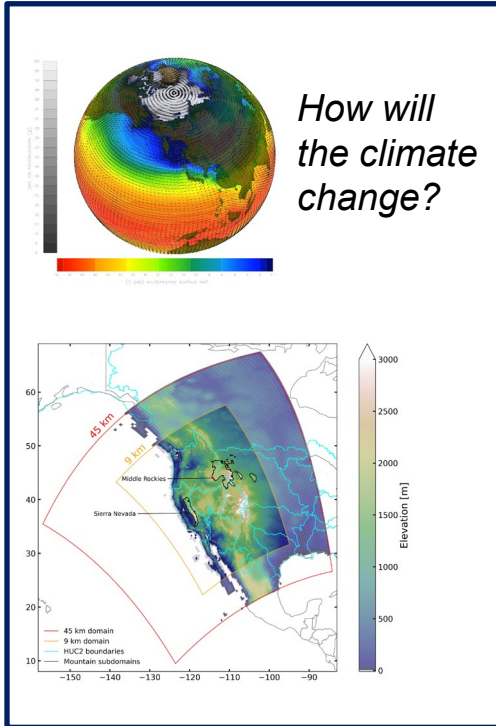 How will
the climate
change?
45 km
9 km
Middle Rockies
Sierra Nevada
60
50
40
30
20
10
−150
−140
−130
−120
−110
−100
−90
45 km domain
9 km domain
HUC2 boundaries
Mountain subdomains
3000
2500
2000
1500
1000
500
0
Elevation [m]